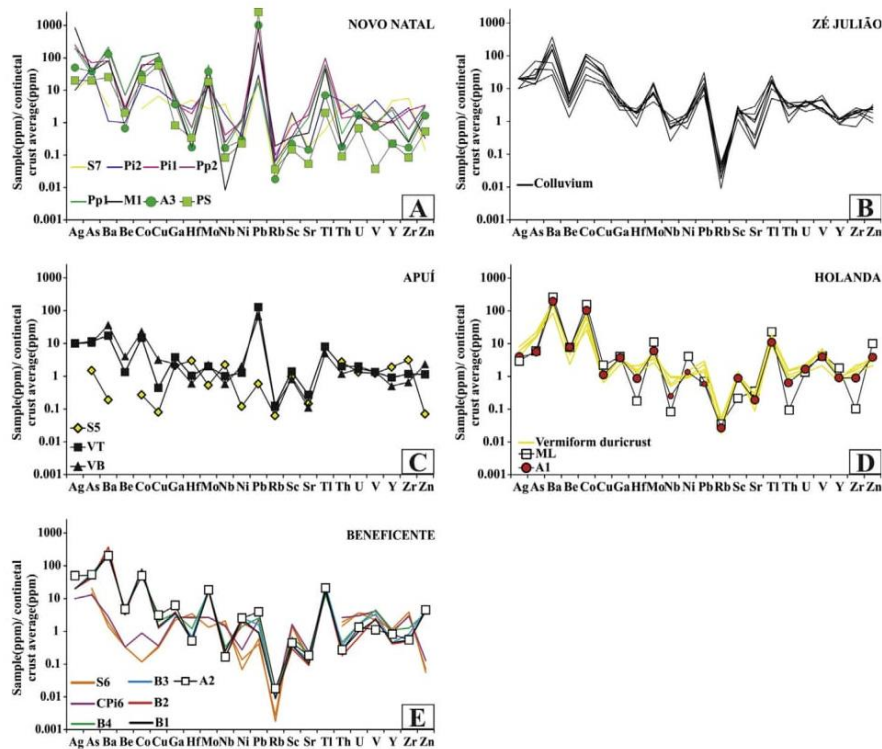 NOVO NATAL
Sample(ppm)/ continetal
crust average(ppm)
1000
100
10
1
0.1
0.01
0.001
S7 Pi2 Pi1 Pp2
Pp1 M1 A3 PS
A
Ag As Ba Be Co Cu Ga Hf Mo Nb Ni Pb Rb Sc Sr Tl Th U V Y Zr Zn
ZÉ JULIÃO
Sample(ppm)/ continetal
crust average(ppm)
1000
100
10
1
0.1
0.01
0.001
Colluvium
B
Ag As Ba Be Co Cu Ga Hf Mo Nb Ni Pb Rb Sc Sr Tl Th U V Y Zr Zn
APUÍ
Sample(ppm)/ continetal
crust average(ppm)
1000
100
10
1
0.1
0.01
0.001
S5
VT
VB
C
Ag As Ba Be Co Cu Ga Hf Mo Nb Ni Pb Rb Sc Sr Tl Th U V Y Zr Zn
HOLANDA
Sample(ppm)/ continetal
crust average(ppm)
1000
100
10
1
0.1
0.01
0.001
Vermiform duricrust
ML
A1
D
Ag As Ba Be Co Cu Ga Hf Mo Nb Ni Pb Rb Sc Sr Tl Th U V Y Zr Zn
BENEFICENTE
Sample(ppm)/ continetal
crust average(ppm)
1000
100
10
1
0.1
0.01
0.001
S6 B3 A2
CPi6 B2
B4 B1
E
Ag As Ba Be Co Cu Ga Hf Mo Nb Ni Pb Rb Sc Sr Tl Th U V Y Zr Zn